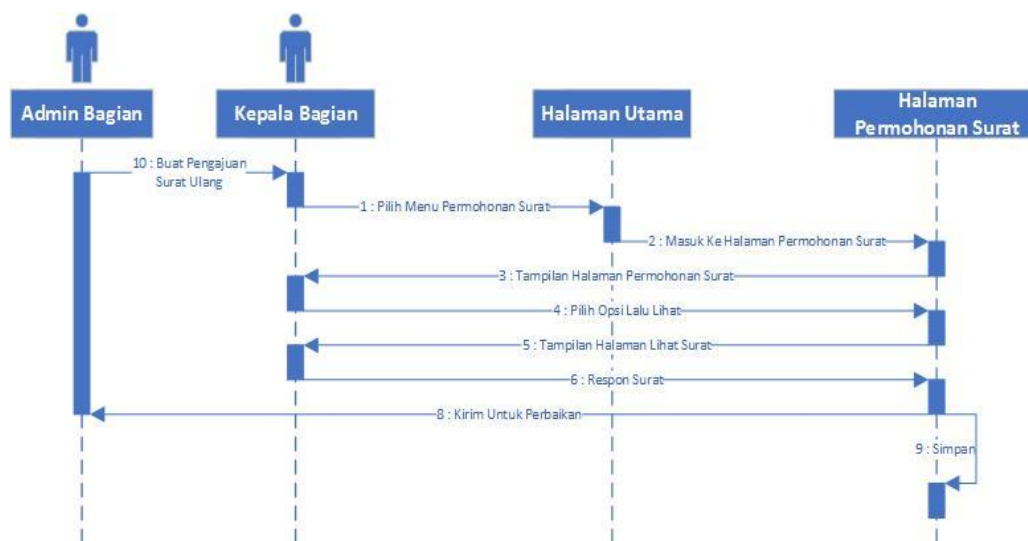 Admin Bagian
Kepala Bagian
Halaman Utama
Halaman
Permohonan Surat
10 : Buat Pengajuan
Surat Ulang
1 : Pilih Menu Permohonan Surat
2 : Masuk Ke Halaman Permohonan Surat
3 : Tampilan Halaman Permohonan Surat
4 : Pilih Opsi Lalu Lihat
5 : Tampilan Halaman Lihat Surat
6 : Respon Surat
8 : Kirim Untuk Perbaikan
9 : Simpan